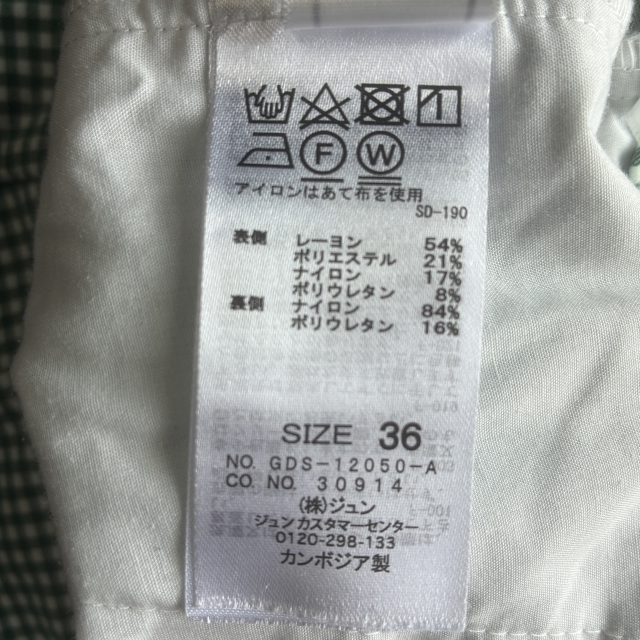 F W
アイロンはあて布を使用
SD-190
表側 レーヨン 54%
ポリエステル 21%
ナイロン 17%
ポリウレタン 8%
裏側 ナイロン 84%
ポリウレタン 16%
SIZE 36
NO. GDS-12050-A
CO. NO. 30914
(株)ジュン
ジュン カスタマーセンター
0120-298-133
カンボジア製